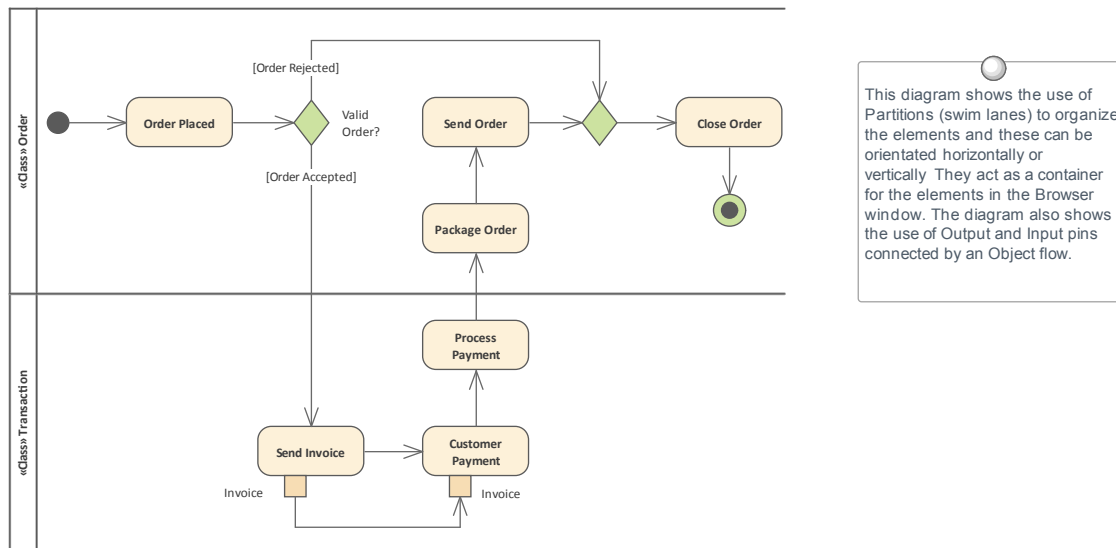 «Class» Order
[Order Rejected]
Order Placed
Valid
Order?
[Order Accepted]
Send Order
Close Order
Package Order
«Class» Transaction
Process
Payment
Send Invoice
Customer
Payment
Invoice
Invoice
This diagram shows the use of
Partitions (swim lanes) to organize
the elements and these can be
orientated horizontally or
vertically They act as a container
for the elements in the Browser
window. The diagram also shows
the use of Output and Input pins
connected by an Object flow.